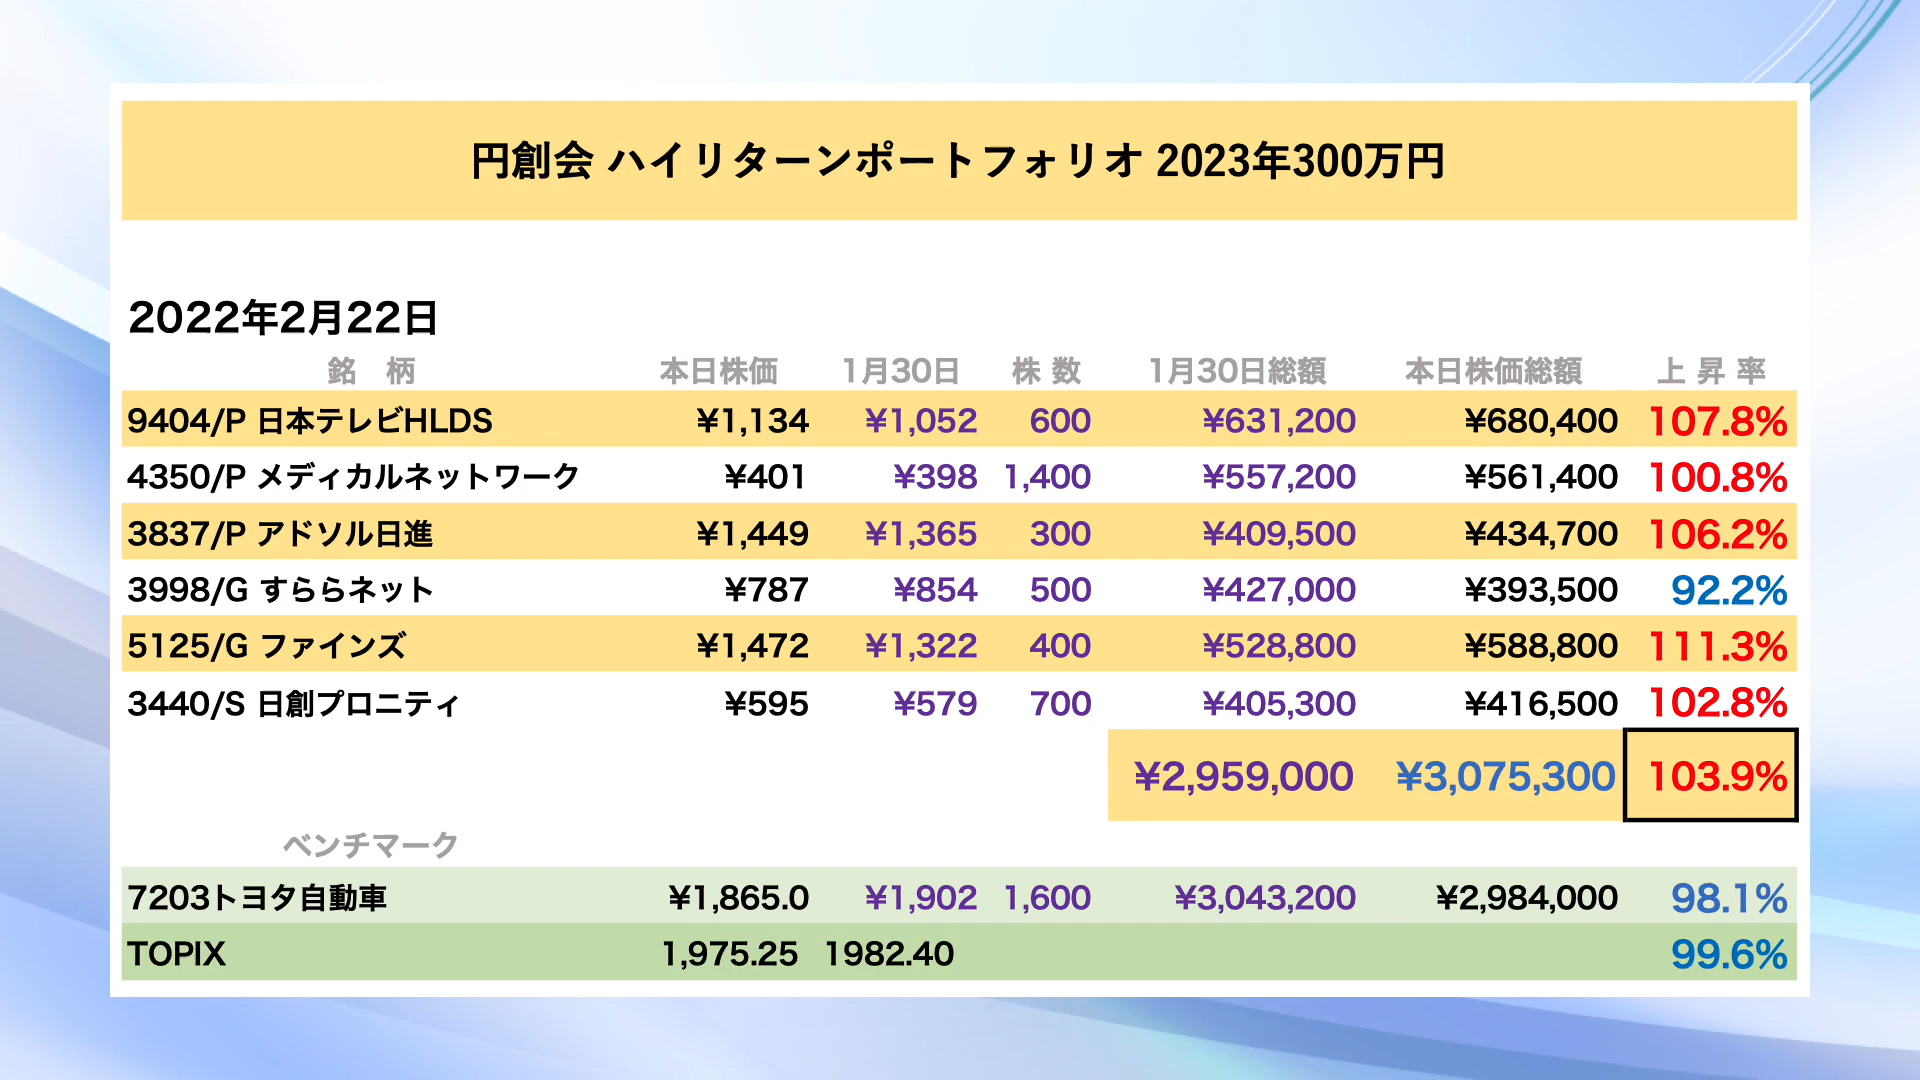 円創会 ハイリターンポートフォリオ 2023年300万円
2022年2月22日
銘 柄 本日株価 1月30日 株 数 1月30日総額 本日株価総額 上 昇 率
9404/P 日本テレビHLDS ¥1,134 ¥1,052 600 ¥631,200 ¥680,400 107.8%
4350/P メディカルネットワーク ¥401 ¥398 1,400 ¥557,200 ¥561,400 100.8%
3837/P アドソル日進 ¥1,449 ¥1,365 300 ¥409,500 ¥434,700 106.2%
3998/G すららネット ¥787 ¥854 500 ¥427,000 ¥393,500 92.2%
5125/G ファインズ ¥1,472 ¥1,322 400 ¥528,800 ¥588,800 111.3%
3440/S 日創プロニティ ¥595 ¥579 700 ¥405,300 ¥416,500 102.8%
¥2,959,000 ¥3,075,300 103.9%
ベンチマーク
7203トヨタ自動車 ¥1,865.0 ¥1,902 1,600 ¥3,043,200 ¥2,984,000 98.1%
TOPIX 1,975.25 1982.40 99.6%